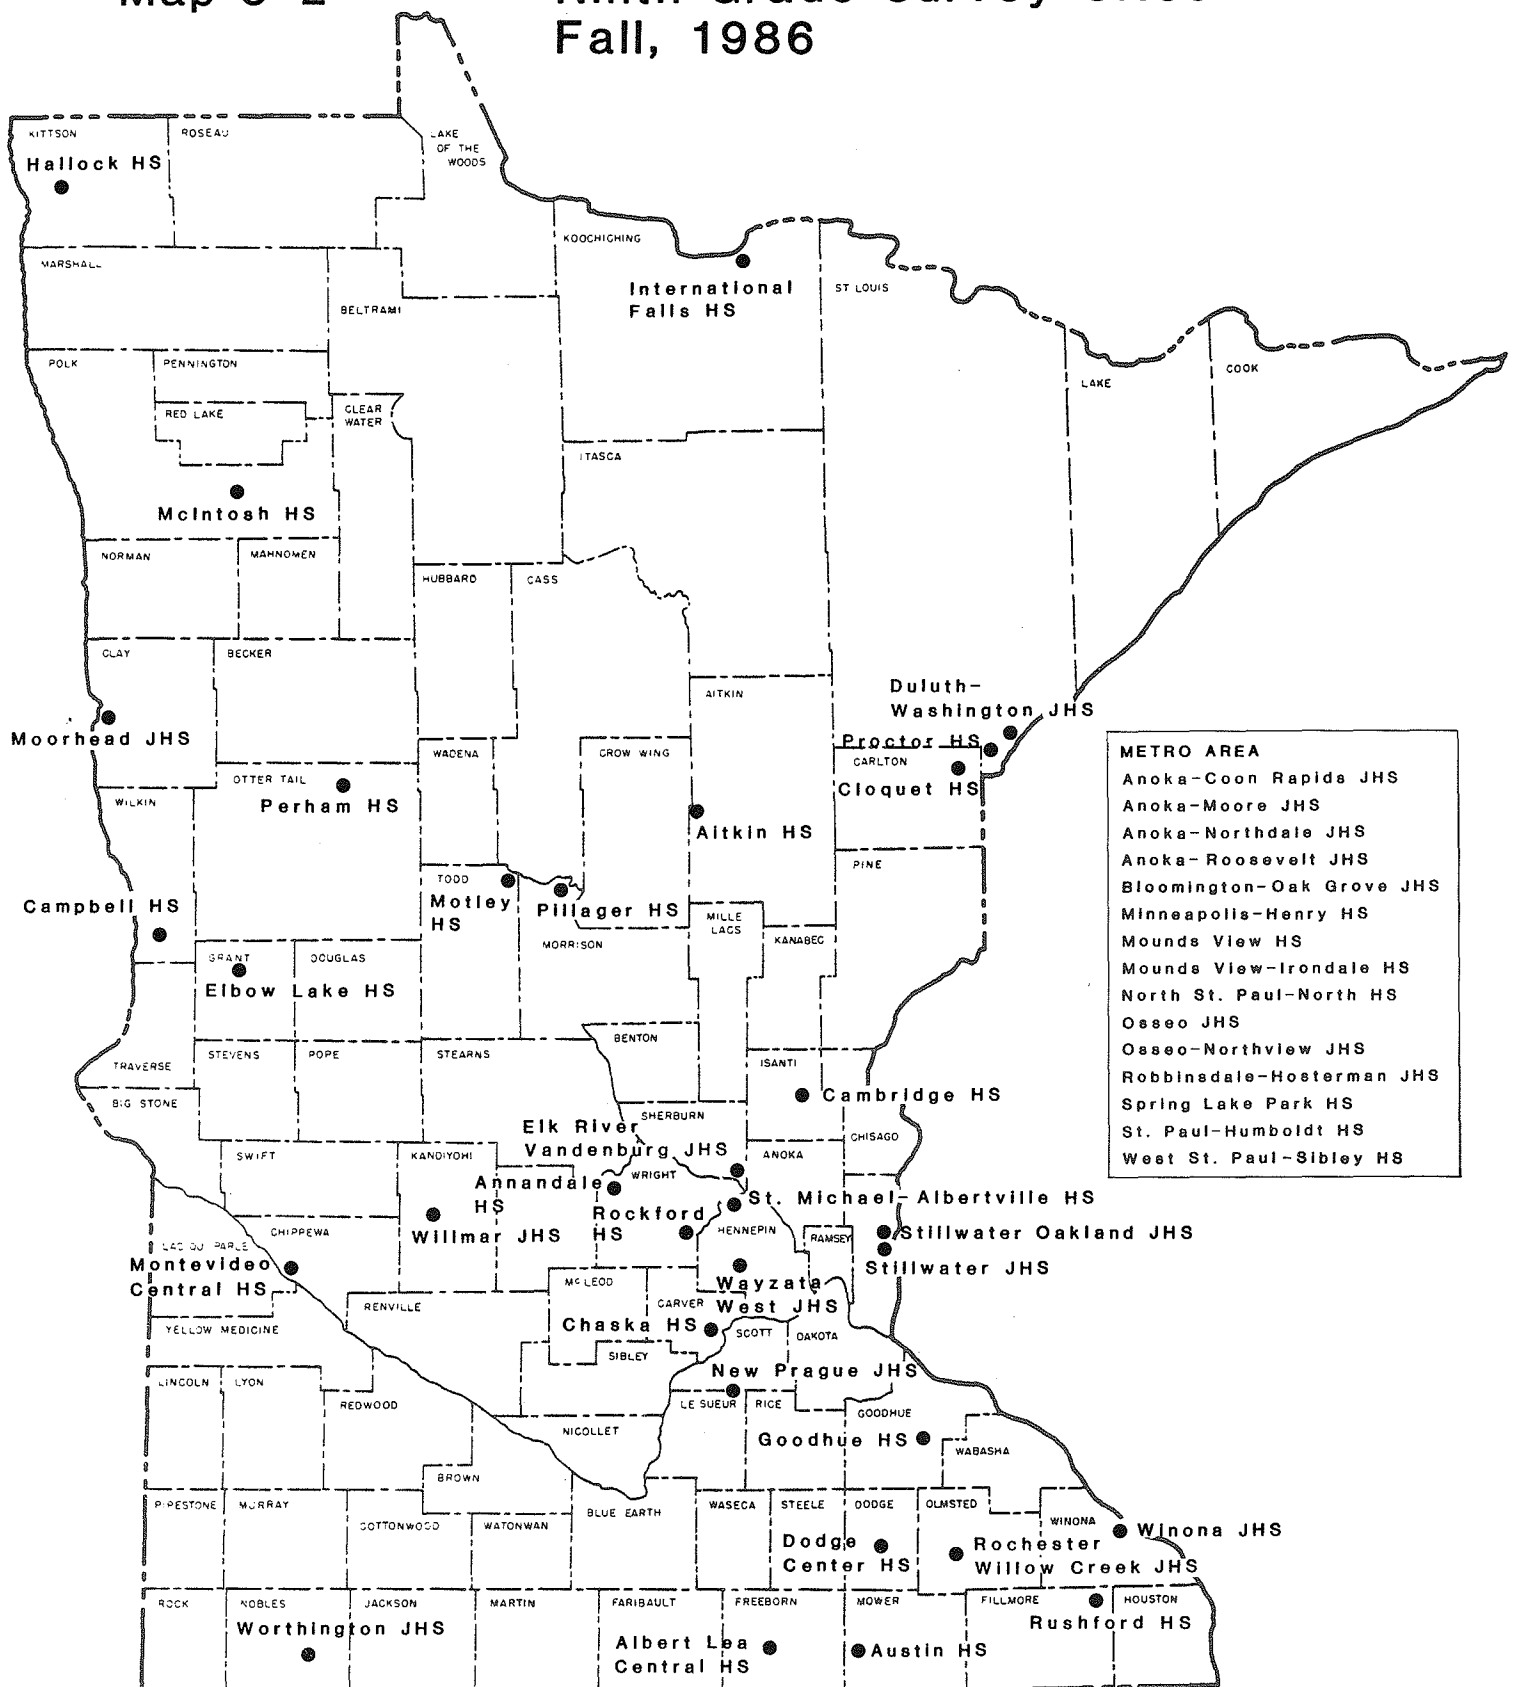 Fall, 1986
KITTSON
ROSEAU
LAKE
OF THE
WOODS
Hallock HS
KOOCHICHING
MARSHALL
International
Falls HS
ST LOUIS
BELTRAMI
POLK
PENNINGTON
LAKE
COOK
RED LAKE
CLEAR
WATER
ITASCA
McIntosh HS
NORMAN
MAHNOMEN
HUBBARD
CASS
CLAY
BECKER
AITKIN
Duluth-
Washington JHS
Moorhead JHS
WADENA
CROW WING
Proctor HS
CARLTON
Cloquet HS
OTTER TAIL
Perham HS
WILKIN
Aitkin HS
PINE
TODD
Motley
HS
Pillager HS
Campbell HS
MILLE
LACS
KANABEC
MORRISON
GRANT
DOUGLAS
Elbow Lake HS
BENTON
TRAVERSE
STEVENS
POPE
STEARNS
ISANTI
BIG STONE
Cambridge HS
SHERBURN
Elk River
Vandenburg JHS
CHISAGO
ANOKA
SWIFT
KANDIYOHI
WRIGHT
Annandale
HS
St. Michael-Albertville HS
Rockford
HS
Willmar JHS
CHIPPEWA
HENNEPIN
RAMSEY
Stillwater Oakland JHS
Stillwater JHS
LAC QUI PARLE
Montevideo
Central HS
Wayzata
West JHS
McLEOD
CARVER
RENVILLE
YELLOW MEDICINE
Chaska HS
SCOTT
DAKOTA
SIBLEY
New Prague JHS
LINCOLN
LYON
REDWOOD
LE SUEUR
RICE
GOODHUE
NICOLLET
Goodhue HS
WABASHA
BROWN
PIPESTONE
MURRAY
COTTONWOOD
WATONWAN
BLUE EARTH
WASECA
STEELE
DODGE
OLMSTED
WINONA
Winona JHS
Dodge
Center HS
Rochester
Willow Creek JHS
ROCK
NOBLES
JACKSON
MARTIN
FARIBAULT
FREEBORN
MOWER
FILLMORE
HOUSTON
Worthington JHS
Rushford HS
Albert Lea
Central HS
Austin HS
METRO AREA
Anoka-Coon Rapids JHS
Anoka-Moore JHS
Anoka-Northdale JHS
Anoka-Roosevelt JHS
Bloomington-Oak Grove JHS
Minneapolis-Henry HS
Mounds View HS
Mounds View-Irondale HS
North St. Paul-North HS
Osseo JHS
Osseo-Northview JHS
Robbinsdale-Hosterman JHS
Spring Lake Park HS
St. Paul-Humboldt HS
West St. Paul-Sibley HS